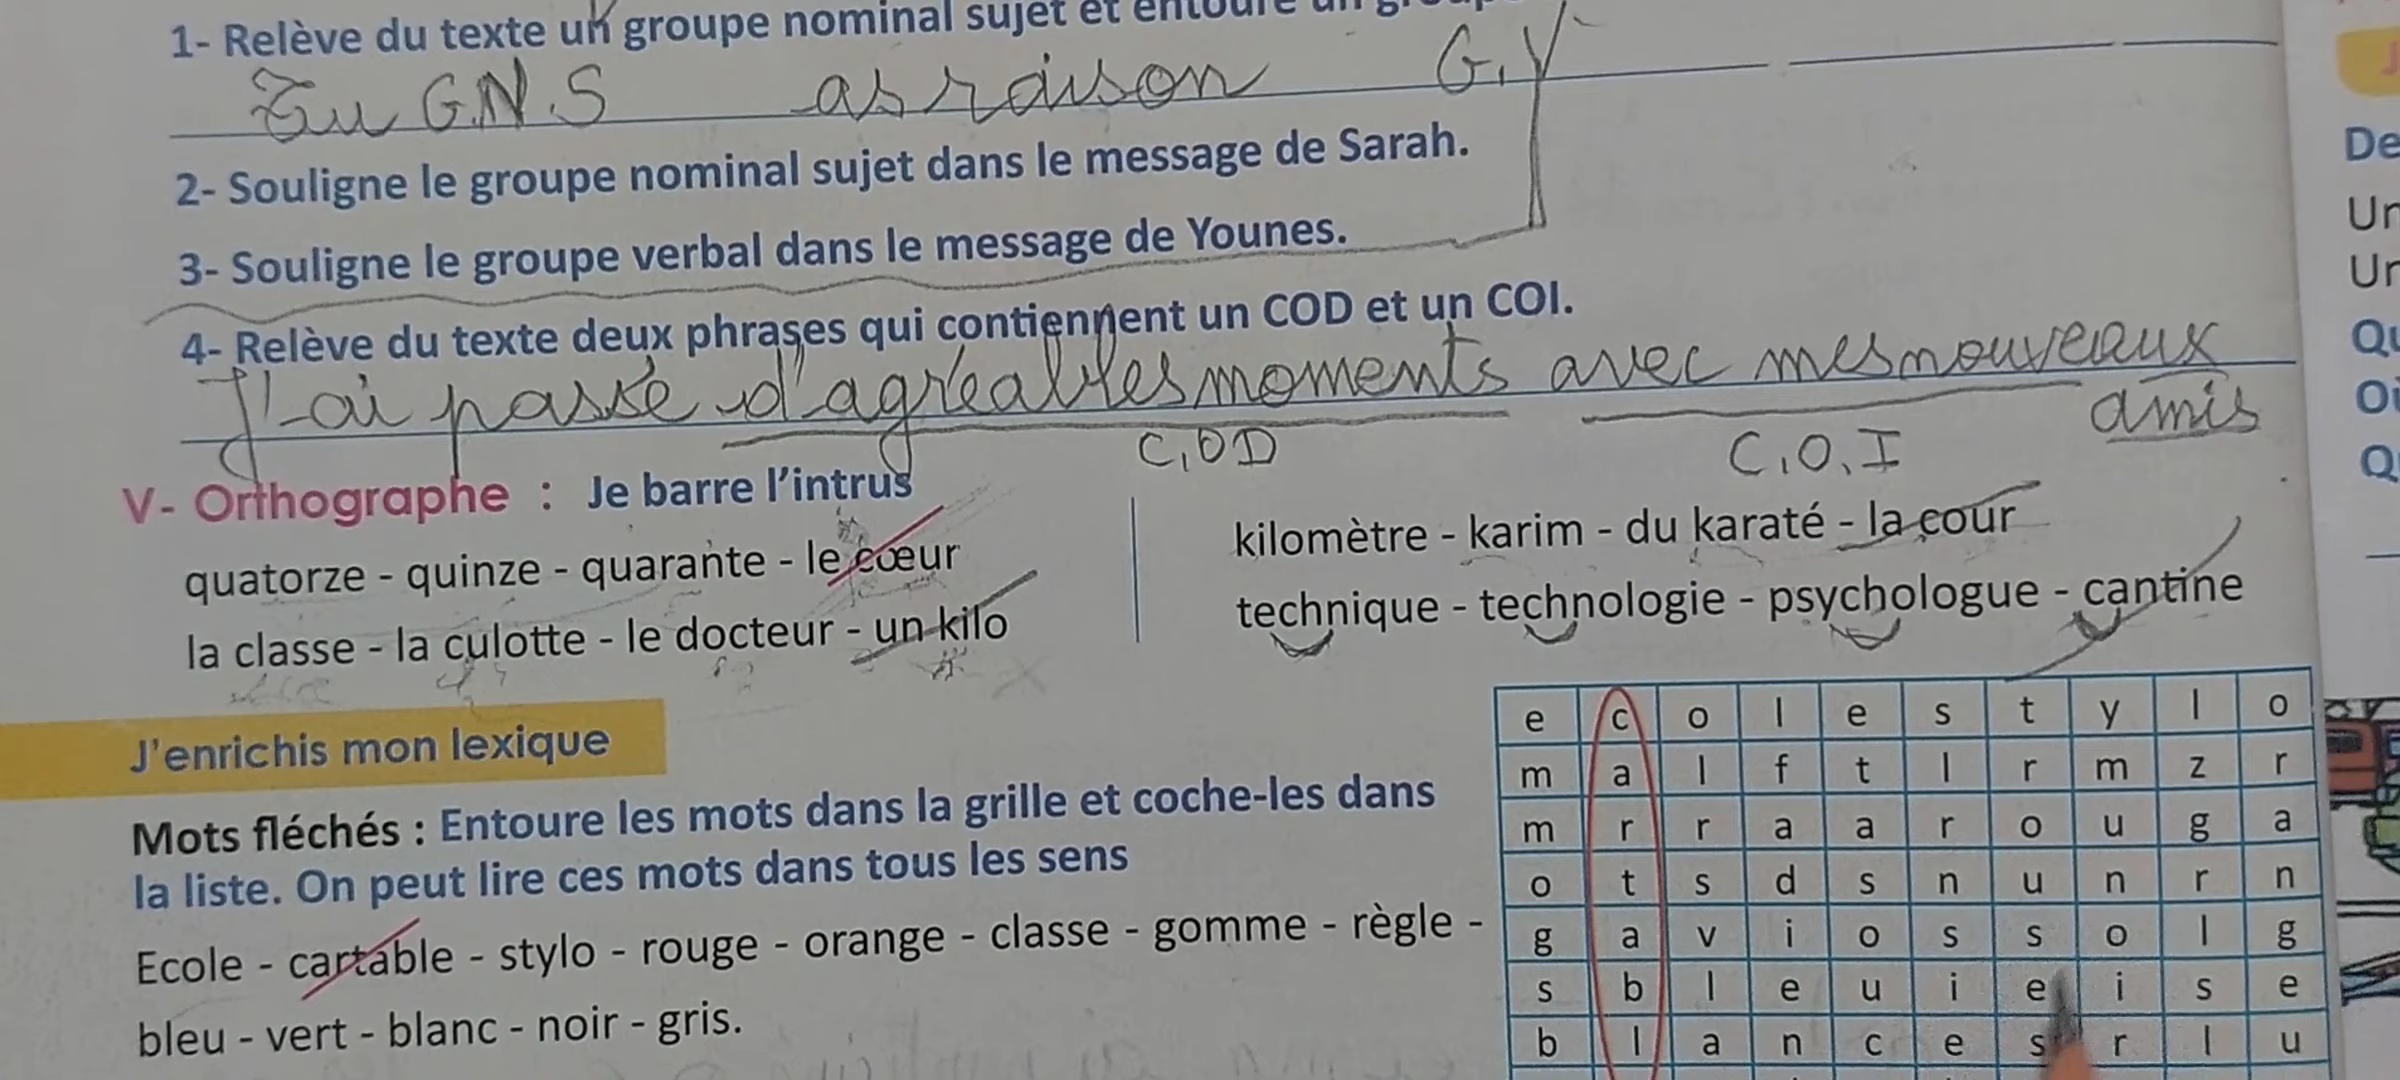 1- Relève du texte un groupe nominal sujet et entoure un
Tu G.N.S as raison G.V
2- Souligne le groupe nominal sujet dans le message de Sarah.
3- Souligne le groupe verbal dans le message de Younes.
4- Relève du texte deux phrases qui contiennent un COD et un COI.
J'ai passé d'agréables moments avec mes nouveaux
amis
C.OD C.O.I
V- Orthographe : Je barre l'intrus
quatorze - quinze - quarante - le cœur
la classe - la culotte - le docteur - un kilo
kilomètre - karim - du karaté - la cour
technique - technologie - psychologue - cantine
J'enrichis mon lexique
Mots fléchés : Entoure les mots dans la grille et coche-les dans
la liste. On peut lire ces mots dans tous les sens
Ecole - cartable - stylo - rouge - orange - classe - gomme - règle -
bleu - vert - blanc - noir - gris.
e c o l e s t y l o
m a l f t l r m z r
m r r a a r o u g a
o t s d s n u n r n
g a v i o s s o l g
s b l e u i e i s e
b l a n c e s r l u
De
Un
Un